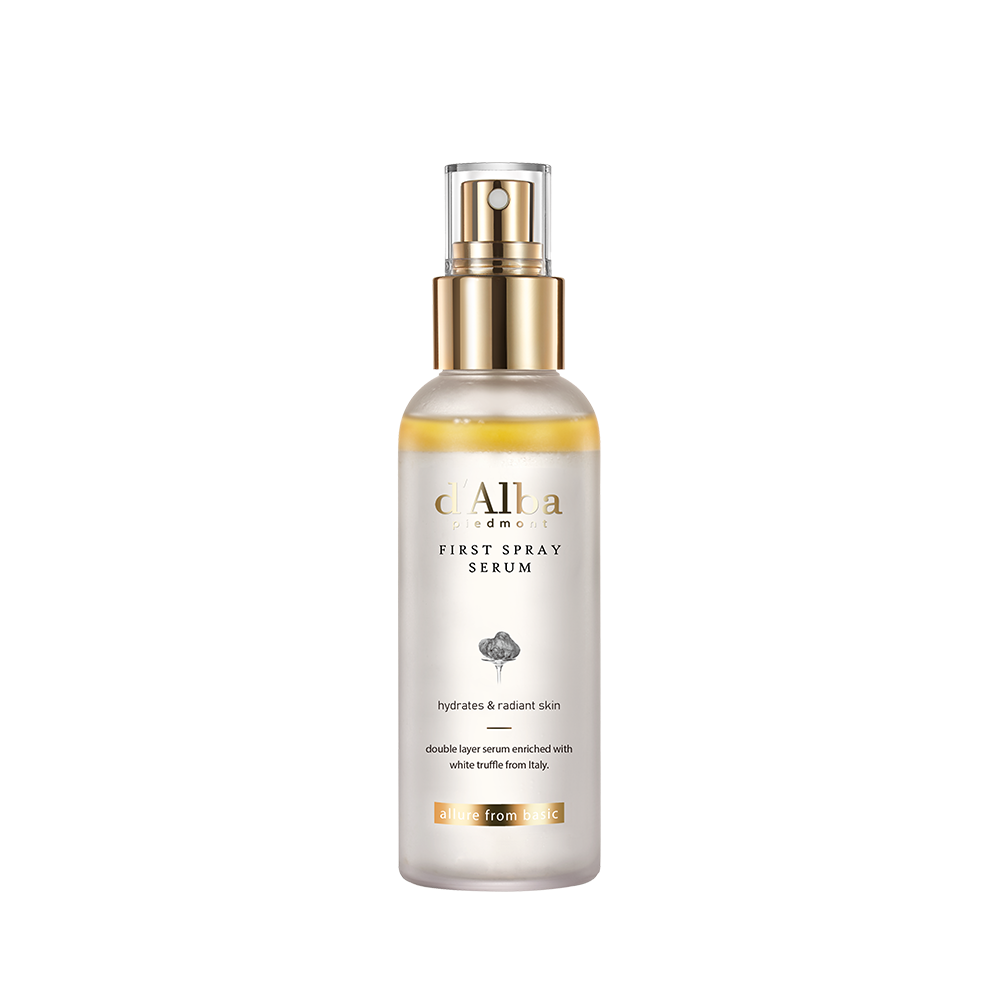 d'Alba
piedmont
FIRST SPRAY
SERUM
hydrates & radiant skin
double layer serum enriched with
white truffle from Italy.
allure from basic